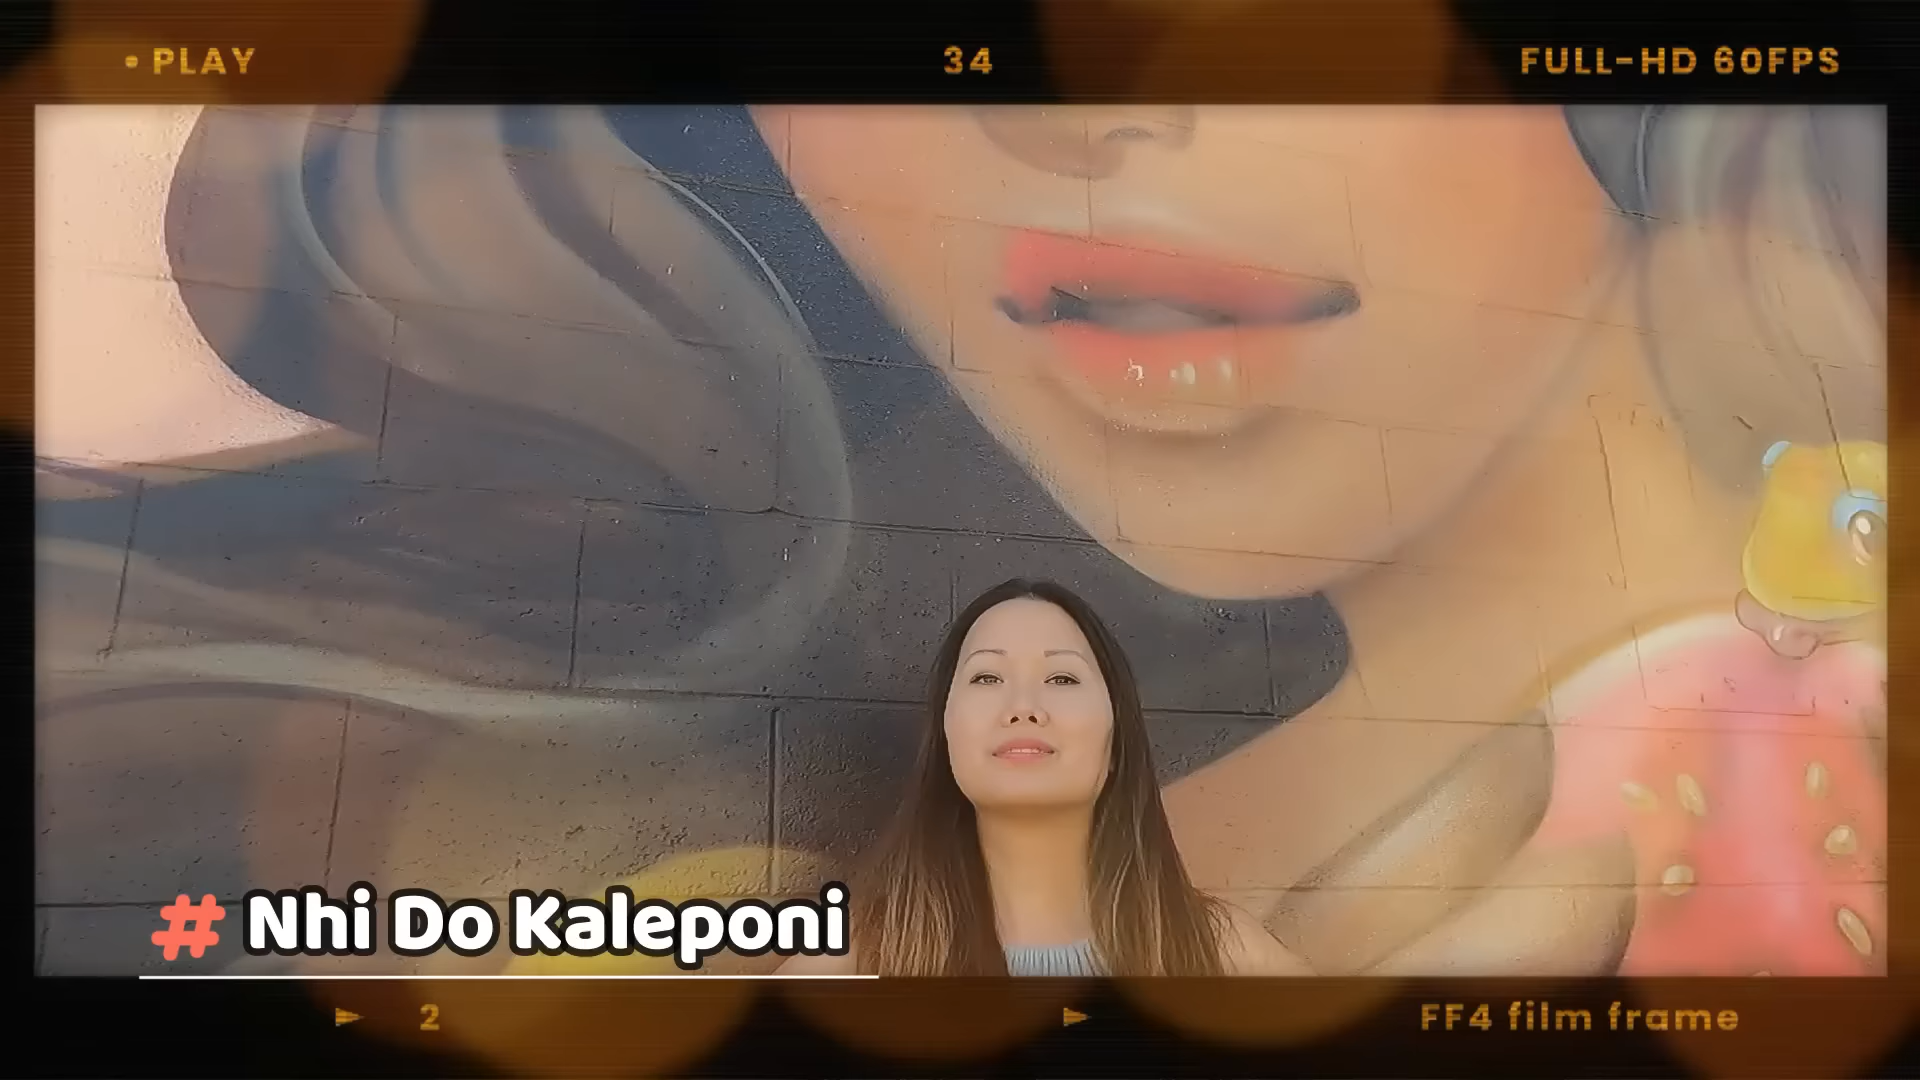 • PLAY
34
FULL-HD 60FPS
# Nhi Do Kaleponi
2
FF4 film frame